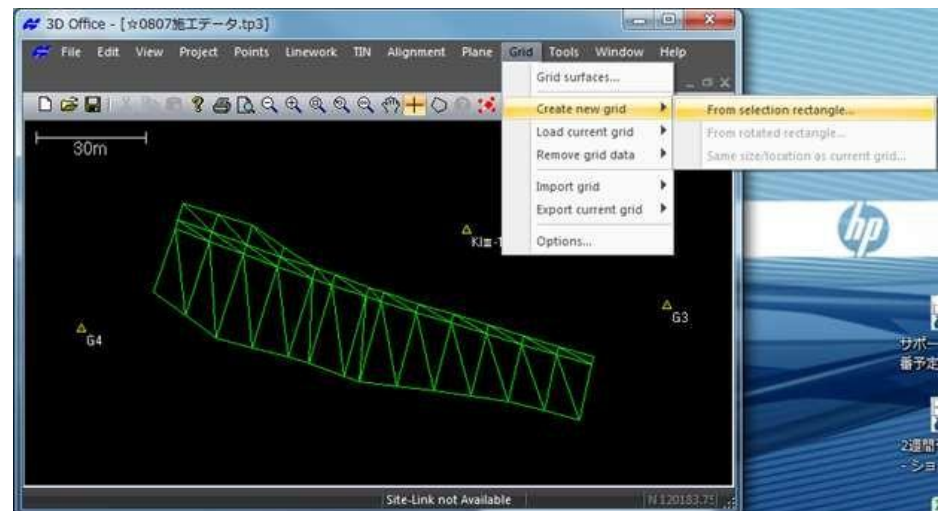 3D Office - [☆0807施工データ.tp3]
File Edit View Project Points Linework TIN Alignment Plane Grid Tools Window Help
Grid surfaces...
Create new grid
From selection rectangle...
Load current grid
From rotated rectangle...
Remove grid data
Same size/location as current grid...
Import grid
Export current grid
Options...
30m
G3
G4
hp
サポー
番予定
2週間
- ショ
Site-Link not Available
N 120183.75